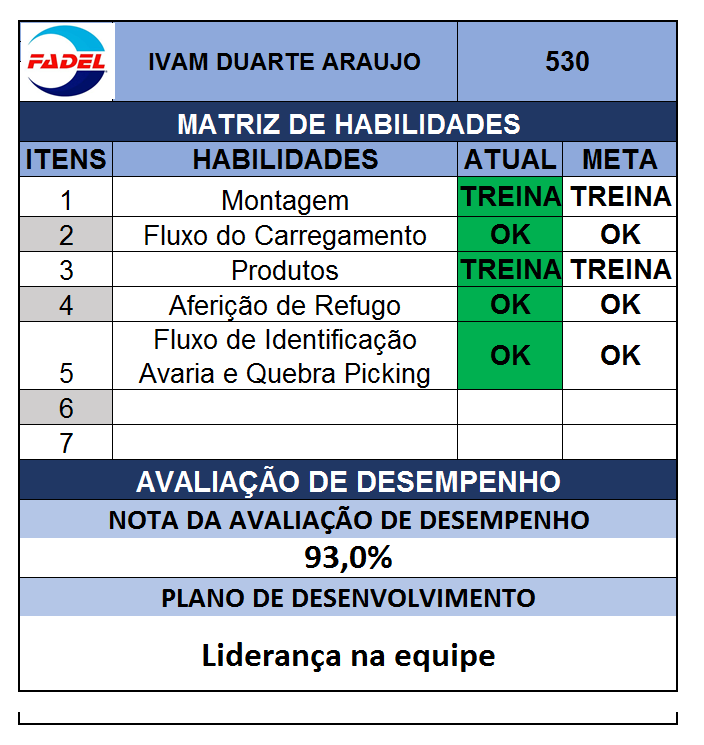 FADEL
IVAM DUARTE ARAUJO 530
MATRIZ DE HABILIDADES
ITENS HABILIDADES ATUAL META
1 Montagem TREINA TREINA
2 Fluxo do Carregamento OK OK
3 Produtos TREINA TREINA
4 Aferição de Refugo OK OK
Fluxo de Identificação
5 Avaria e Quebra Picking OK OK
6
7
AVALIAÇÃO DE DESEMPENHO
NOTA DA AVALIAÇÃO DE DESEMPENHO
93,0%
PLANO DE DESENVOLVIMENTO
Liderança na equipe